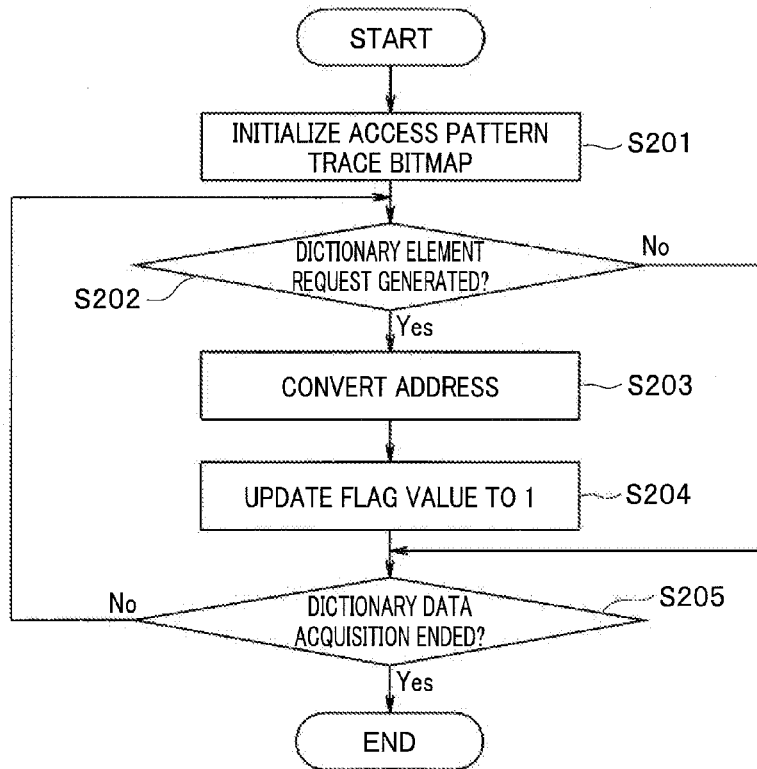 START
INITIALIZE ACCESS PATTERN
TRACE BITMAP
S201
DICTIONARY ELEMENT
REQUEST GENERATED?
No
S202
Yes
CONVERT ADDRESS
S203
UPDATE FLAG VALUE TO 1
S204
No
DICTIONARY DATA
ACQUISITION ENDED?
S205
Yes
END